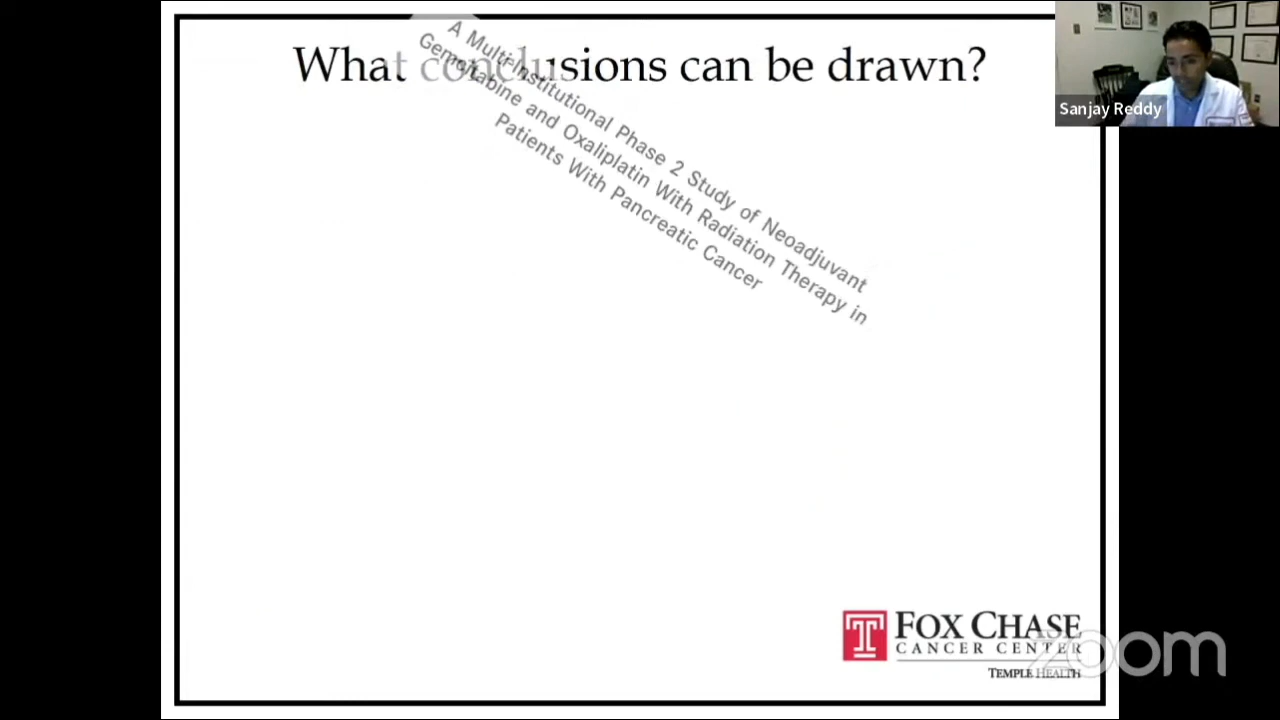 What conclusions can be drawn?
A Multi-Institutional Phase 2 Study of Neoadjuvant
Gemcitabine and Oxaliplatin With Radiation Therapy in
Patients With Pancreatic Cancer
Sanjay Reddy
FOX CHASE
CANCER CENTER
TEMPLE HEALTH
zoom